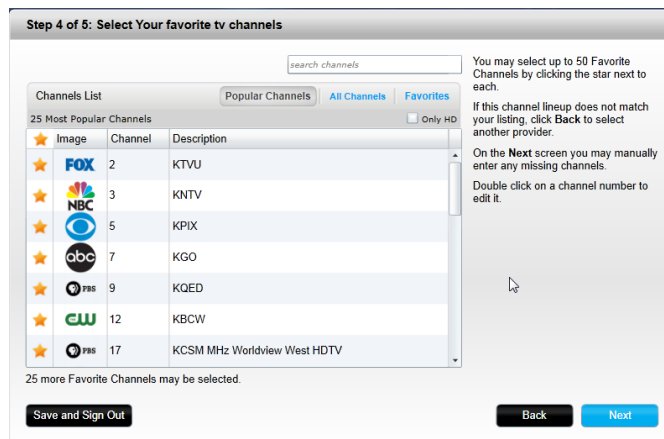 Step 4 of 5: Select Your favorite tv channels
search channels
Channels List
Popular Channels
All Channels
Favorites
25 Most Popular Channels
Only HD
Image Channel Description
FOX 2 KTVU
NBC 3 KNTV
5 KPIX
abc 7 KGO
PBS 9 KQED
CW 12 KBCW
PBS 17 KCSM MHz Worldview West HDTV
25 more Favorite Channels may be selected.
You may select up to 50 Favorite
Channels by clicking the star next to
each.
If this channel lineup does not match
your listing, click Back to select
another provider.
On the Next screen you may manually
enter any missing channels.
Double click on a channel number to
edit it.
Save and Sign Out
Back
Next